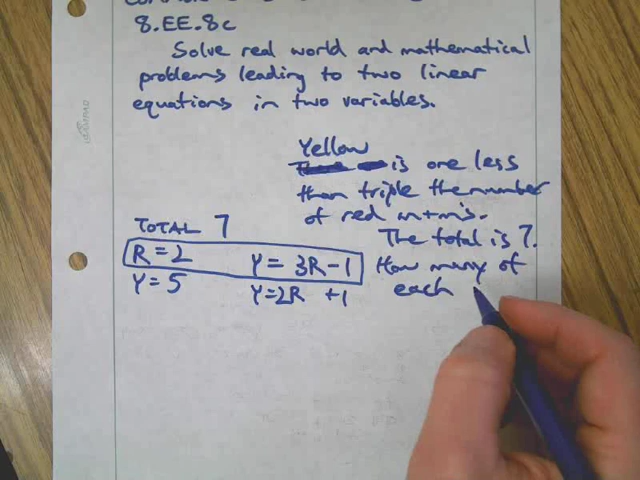 8.EE.8c
Solve real world and mathematical
problems leading to two linear
equations in two variables.
Yellow
is one less
than triple the number
of red m+m's.
TOTAL 7
The total is 7.
R=2 Y = 3R-1
How many of
Y=5 Y=2R +1
each